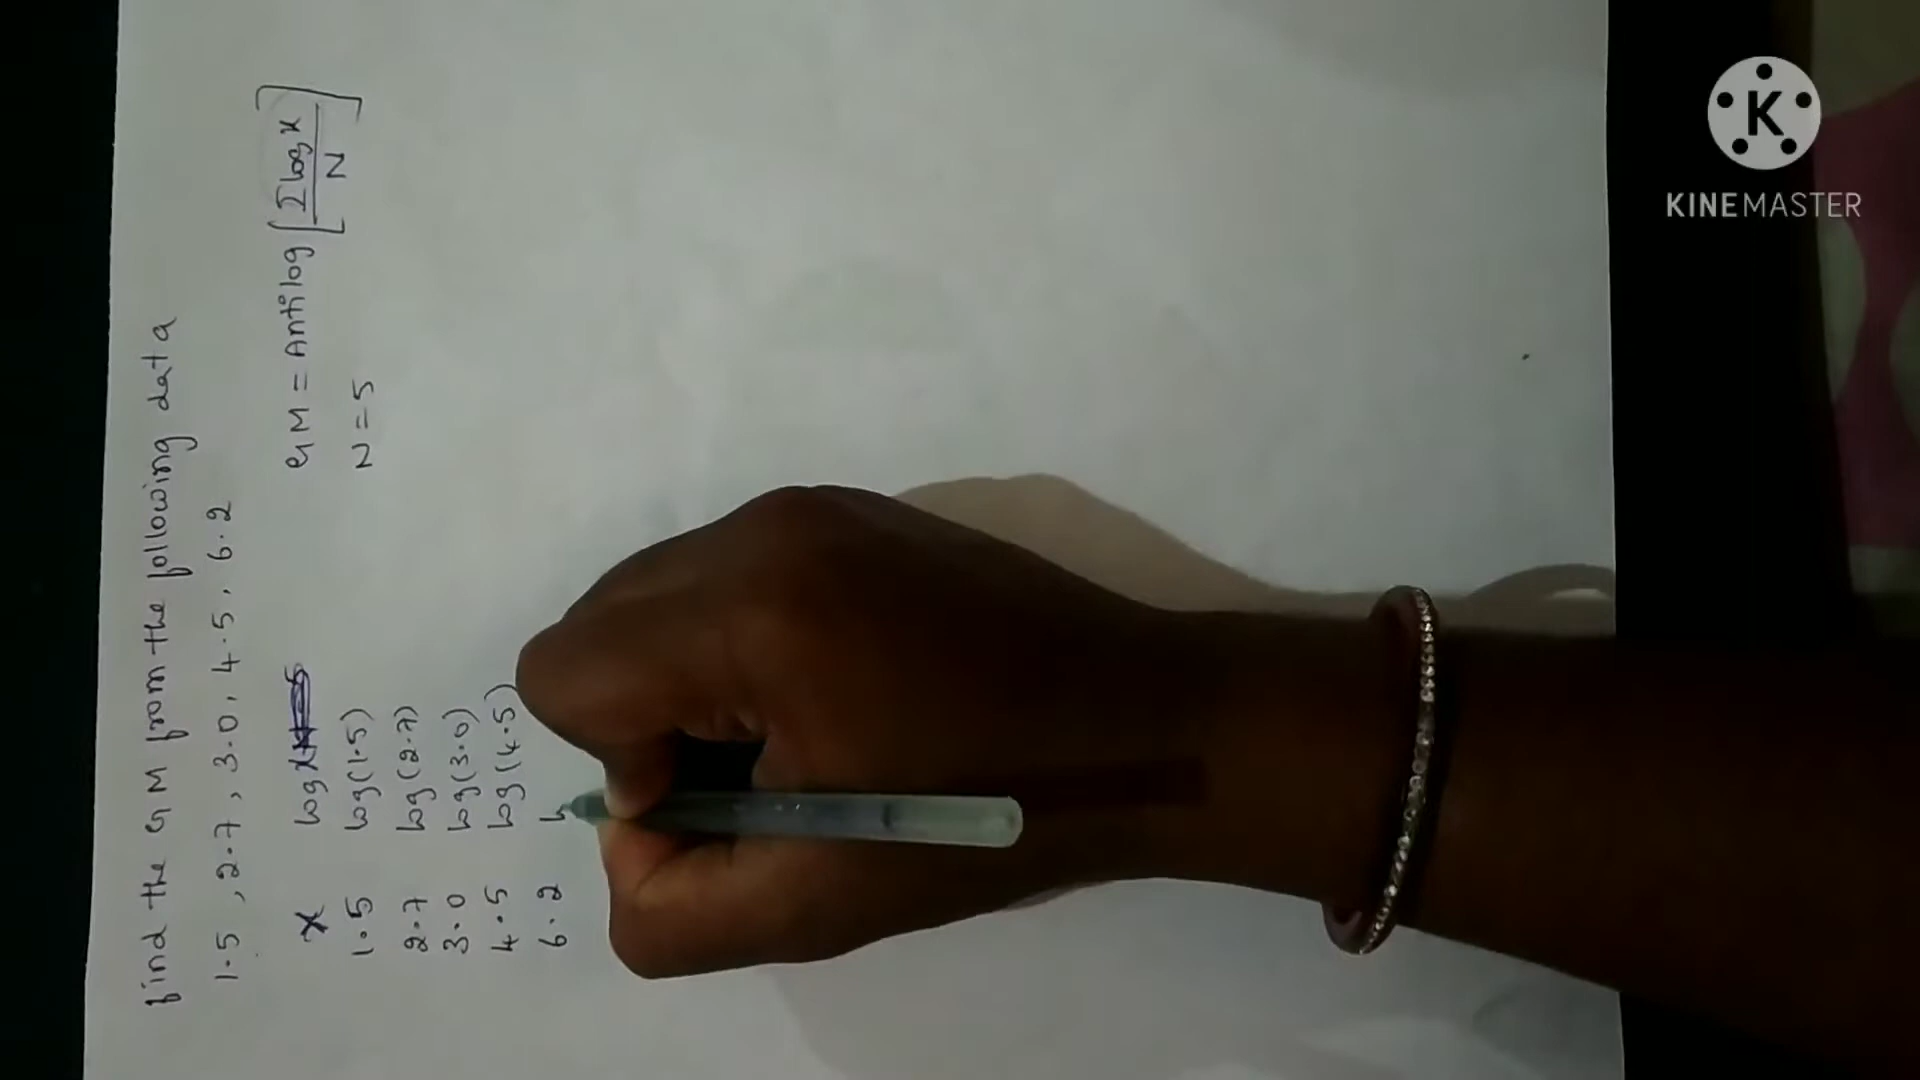 find the GM from the following data
1.5, 2.7, 3.0, 4.5, 6.2
x log x
GM = Antilog [Σlog x / N]
1.5 log(1.5)
N = 5
2.7 log(2.7)
3.0 log(3.0)
4.5 log(4.5)
6.2 l
K
KINEMASTER